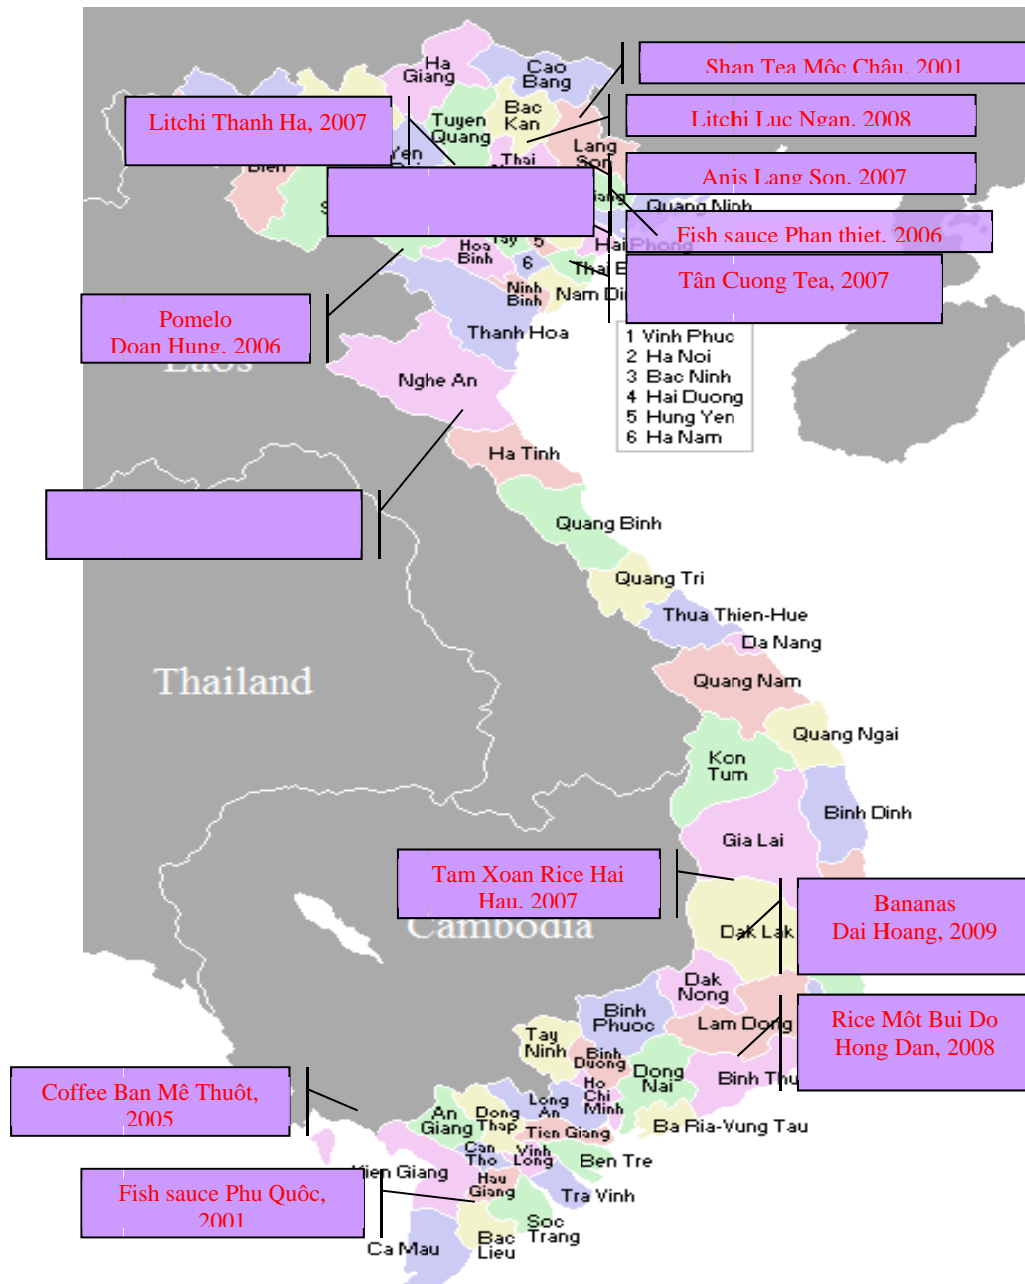 Ha
Giang
Cao
Bang
Shan Tea Môc Châu, 2001
Litchi Thanh Ha, 2007
Tuyen
Quang
Bac
Kan
Litchi Luc Ngan, 2008
Lang
Son
Yen
Thai
Bien
Anis Lang Son, 2007
Quang Ninh
Fish sauce Phan thiet, 2006
Hai Phong
Tay
5
Hoa
Binh
6
Thai B
Tân Cuong Tea, 2007
Ninh
Binh
Nam Din
Pomelo
Doan Hung, 2006
Thanh Hoa
1 Vinh Phuc
2 Ha Noi
3 Bac Ninh
4 Hai Duong
5 Hung Yen
6 Ha Nam
Laos
Nghe An
Ha Tinh
Quang Binh
Quang Tri
Thua Thien-Hue
Da Nang
Thailand
Quang Nam
Quang Ngai
Kon
Tum
Binh Dinh
Gia Lai
Tam Xoan Rice Hai
Hau, 2007
Bananas
Dai Hoang, 2009
Cambodia
Dak Lak
Dak
Nong
Binh
Phuoc
Lam Dong
Rice Môt Bui Do
Hong Dan, 2008
Tay
Ninh
Binh
Duong
Dong
Nai
Binh Thu
Ho
Chi
Minh
Coffee Ban Mê Thuôt,
2005
An
Giang
Dong
Thap
Long
An
Tien Giang
Ba Ria-Vung Tau
Can
Tho
Vinh
Long
Ben Tre
Kien Giang
Hau
Giang
Tra Vinh
Fish sauce Phu Quôc,
2001
Soc
Trang
Bac
Lieu
Ca Mau